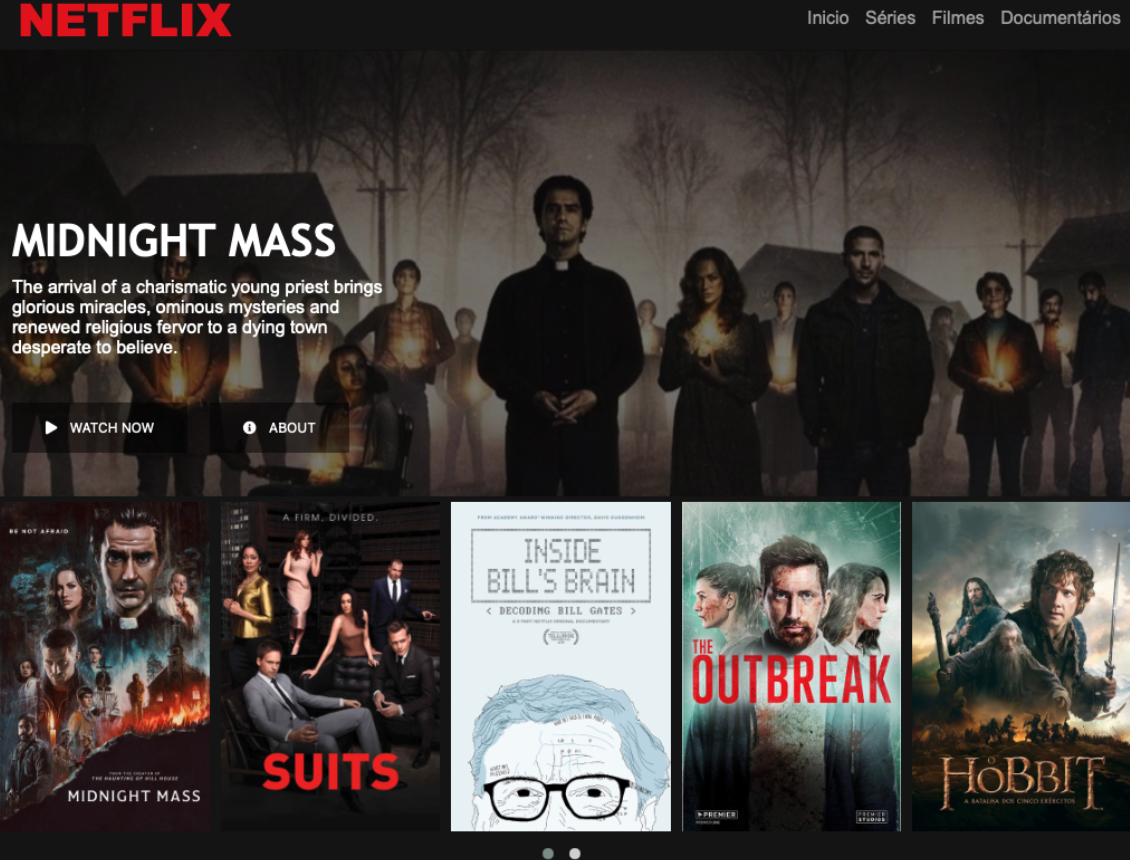 NETFLIX
Inicio Séries Filmes Documentários
MIDNIGHT MASS
The arrival of a charismatic young priest brings
glorious miracles, ominous mysteries and
renewed religious fervor to a dying town
desperate to believe.
WATCH NOW
ABOUT
BE NOT AFRAID
FROM THE CREATOR OF
THE HAUNTING OF HILL HOUSE
MIDNIGHT MASS
A FIRM, DIVIDED.
SUITS
FROM ACADEMY AWARD® WINNING DIRECTOR, DAVIS GUGGENHEIM
INSIDE
BILL'S BRAIN
< DECODING BILL GATES >
A 3 PART NETFLIX ORIGINAL DOCUMENTARY
THE
OUTBREAK
PREMIER
PREMIER
STUDIOS
O
HOBBIT
A BATALHA DOS CINCO EXÉRCITOS